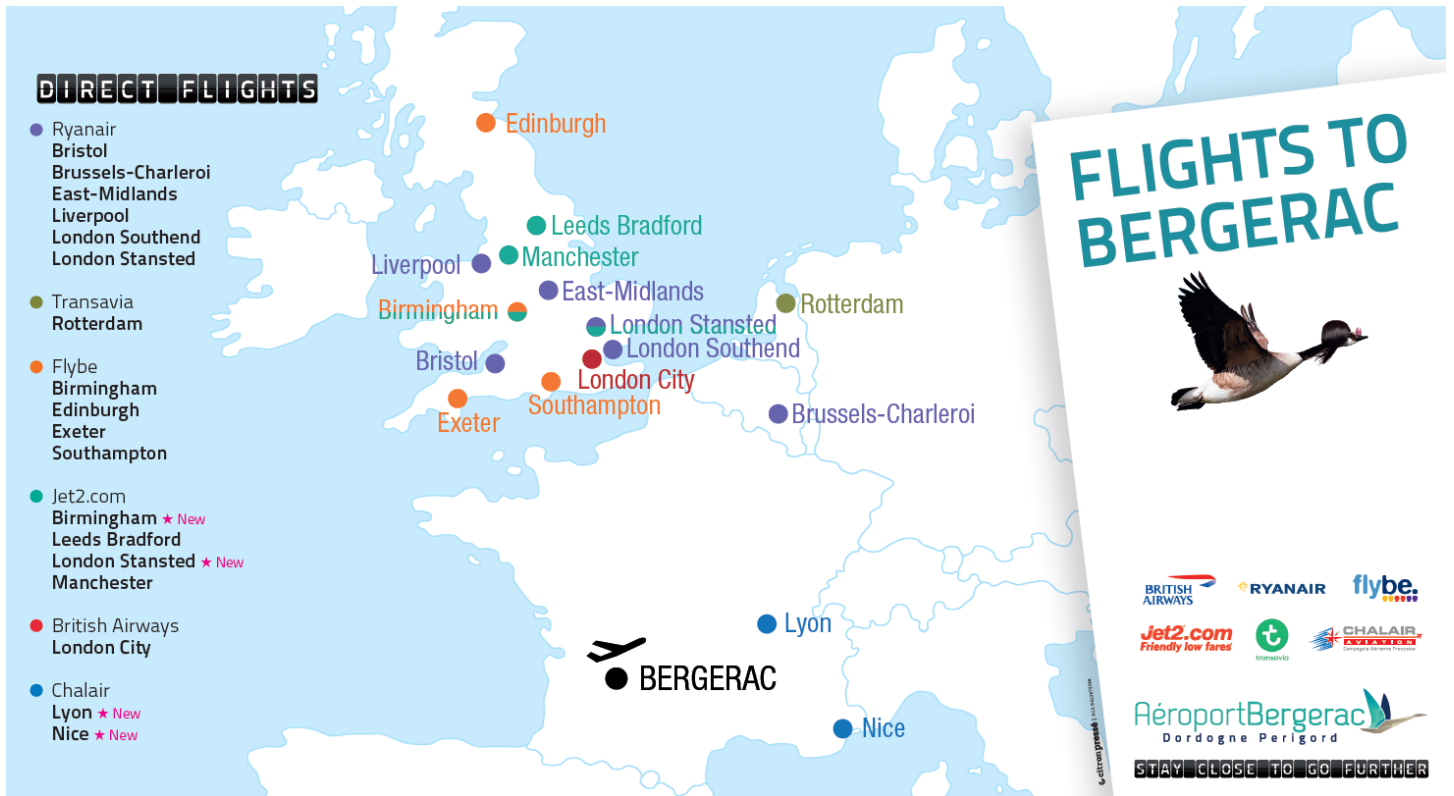 DIRECT FLIGHTS
Ryanair
Bristol
Brussels-Charleroi
East-Midlands
Liverpool
London Southend
London Stansted
Transavia
Rotterdam
Flybe
Birmingham
Edinburgh
Exeter
Southampton
Jet2.com
Birmingham ★ New
Leeds Bradford
London Stansted ★ New
Manchester
British Airways
London City
Chalair
Lyon ★ New
Nice ★ New
Edinburgh
Leeds Bradford
Manchester
Liverpool
East-Midlands
Birmingham
London Stansted
London Southend
Bristol
London City
Southampton
Exeter
Rotterdam
Brussels-Charleroi
Lyon
BERGERAC
Nice
FLIGHTS TO
BERGERAC
BRITISH
AIRWAYS
RYANAIR
flybe.
Jet2.com
Friendly low fares
transavia
CHALAIR
AVIATION
Compagnie Aérienne Française
citronpresse
AéroportBergerac
Dordogne Perigord
STAY CLOSE TO GO FURTHER